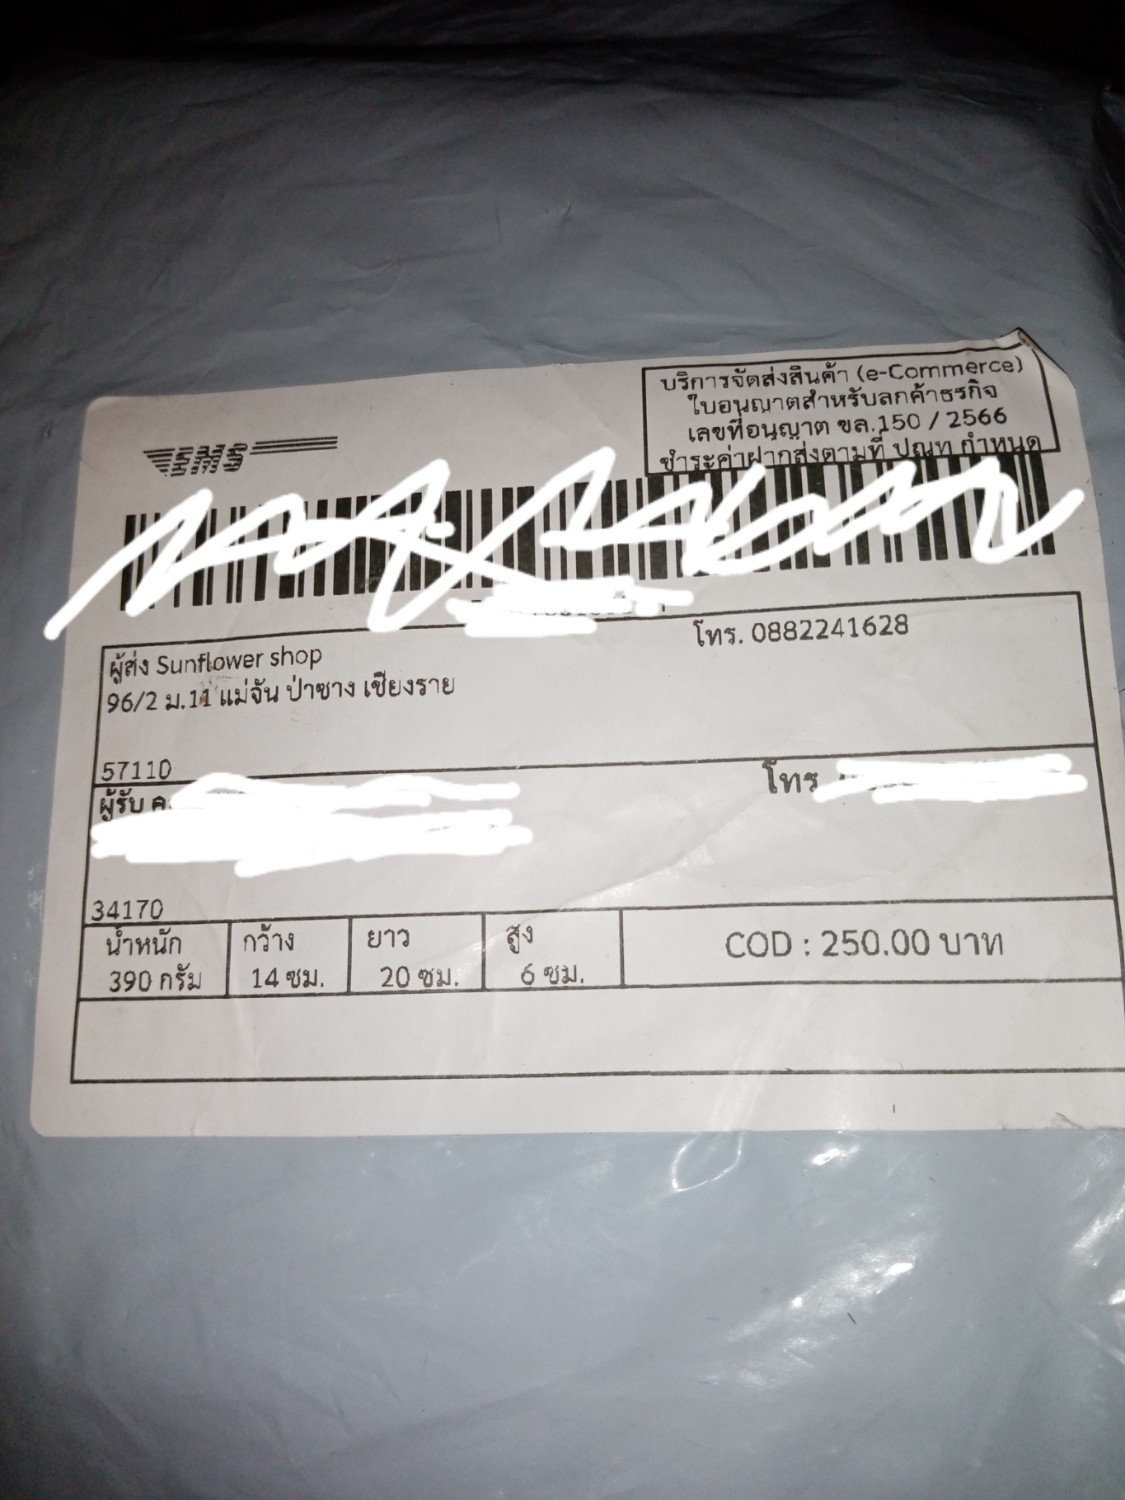 บริการจัดส่งสินค้า (e-Commerce)
ใบอนุญาตสำหรับลูกค้าธุรกิจ
เลขที่อนุญาต ขล.150 / 2566
ชำระค่าฝากส่งตามที่ ปณท กำหนด
EMS
ผู้ส่ง Sunflower shop
โทร. 0882241628
96/2 ม.11 แม่จัน ป่าซาง เชียงราย
57110
ผู้รับ
โทร
34170
น้ำหนัก กว้าง ยาว สูง
COD : 250.00 บาท
390 กรัม 14 ซม. 20 ซม. 6 ซม.